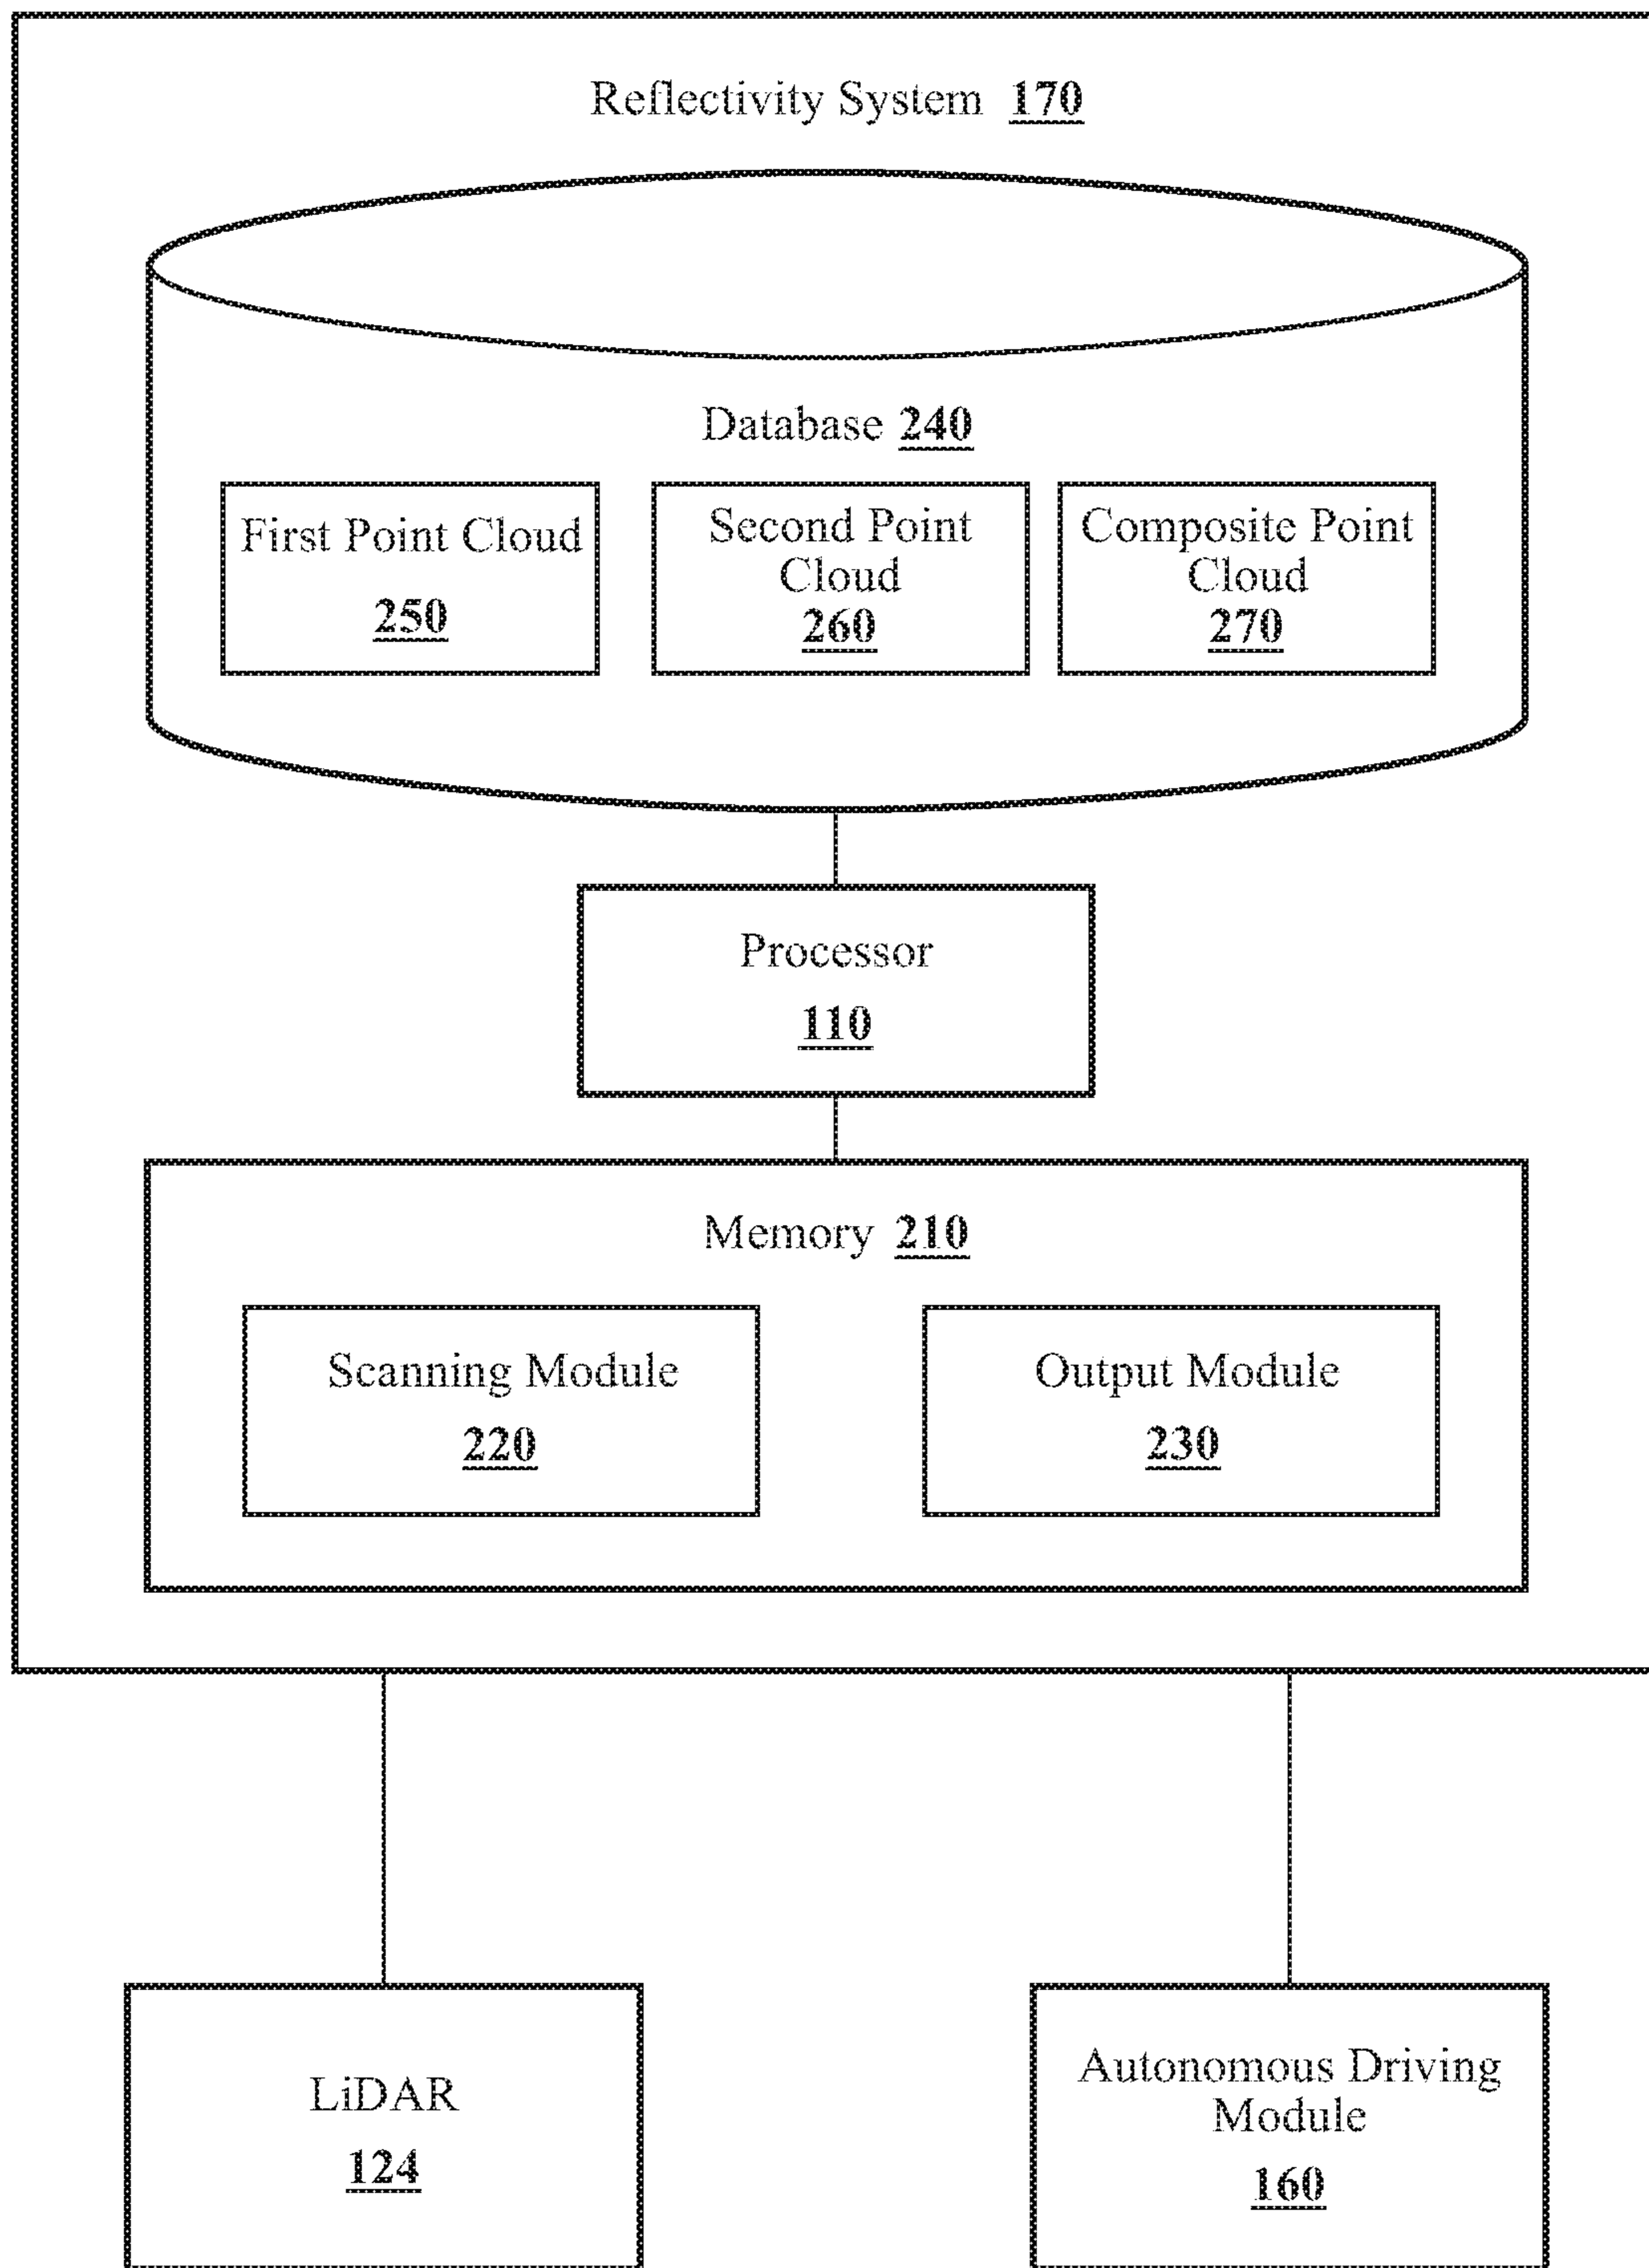 Reflectivity System 170
Database 240
First Point Cloud
250
Second Point
Cloud
260
Composite Point
Cloud
270
Processor
110
Memory 210
Scanning Module
220
Output Module
230
LiDAR
124
Autonomous Driving
Module
160